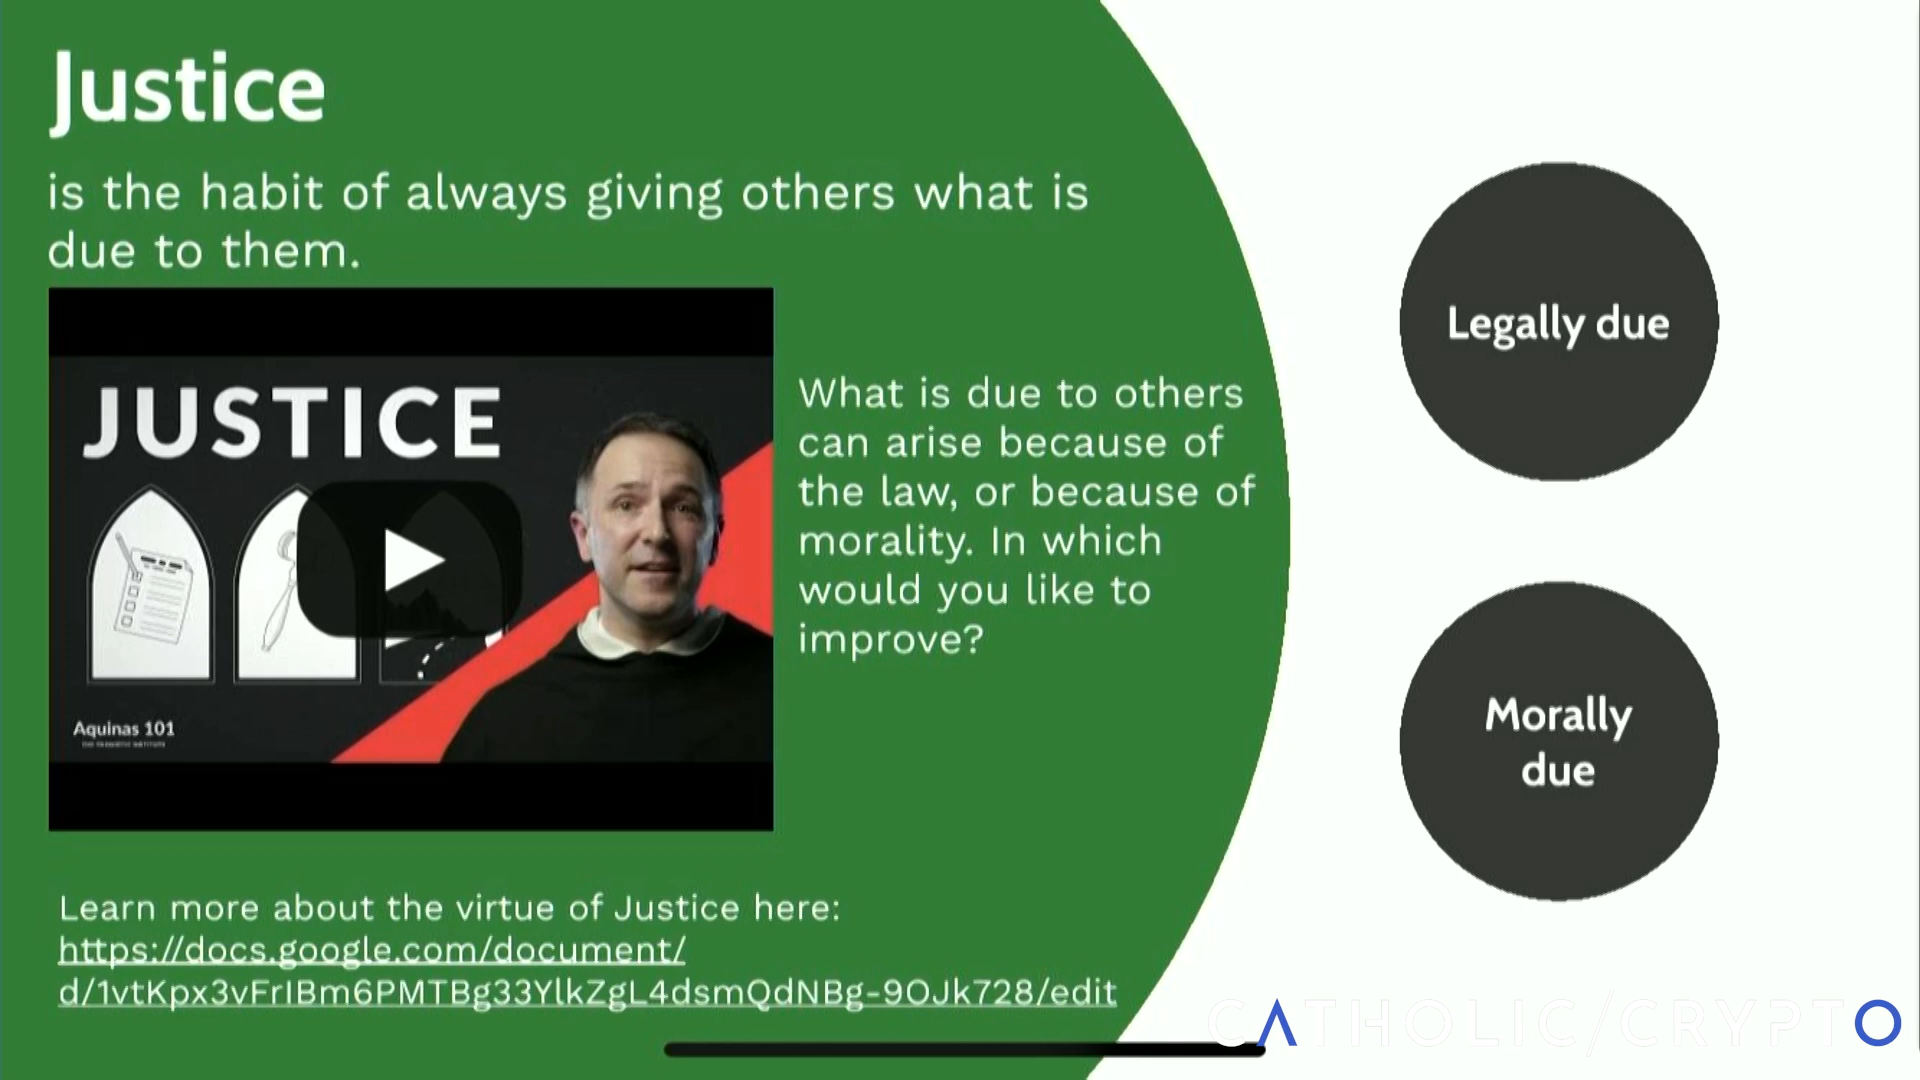 Justice
is the habit of always giving others what is
due to them.
JUSTICE
Aquinas 101
What is due to others
can arise because of
the law, or because of
morality. In which
would you like to
improve?
Legally due
Morally
due
Learn more about the virtue of Justice here:
https://docs.google.com/document/
d/1vtKpx3vFrIBm6PMTBg33YlkZgL4dsmQdNBg-9OJk728/edit
CATHOLIC/CRYPTO